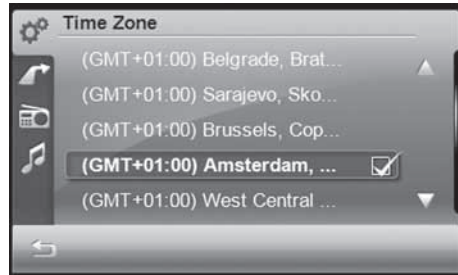 Time Zone
(GMT+01:00) Belgrade, Brat...
(GMT+01:00) Sarajevo, Sko...
(GMT+01:00) Brussels, Cop...
(GMT+01:00) Amsterdam, ...
(GMT+01:00) West Central ...